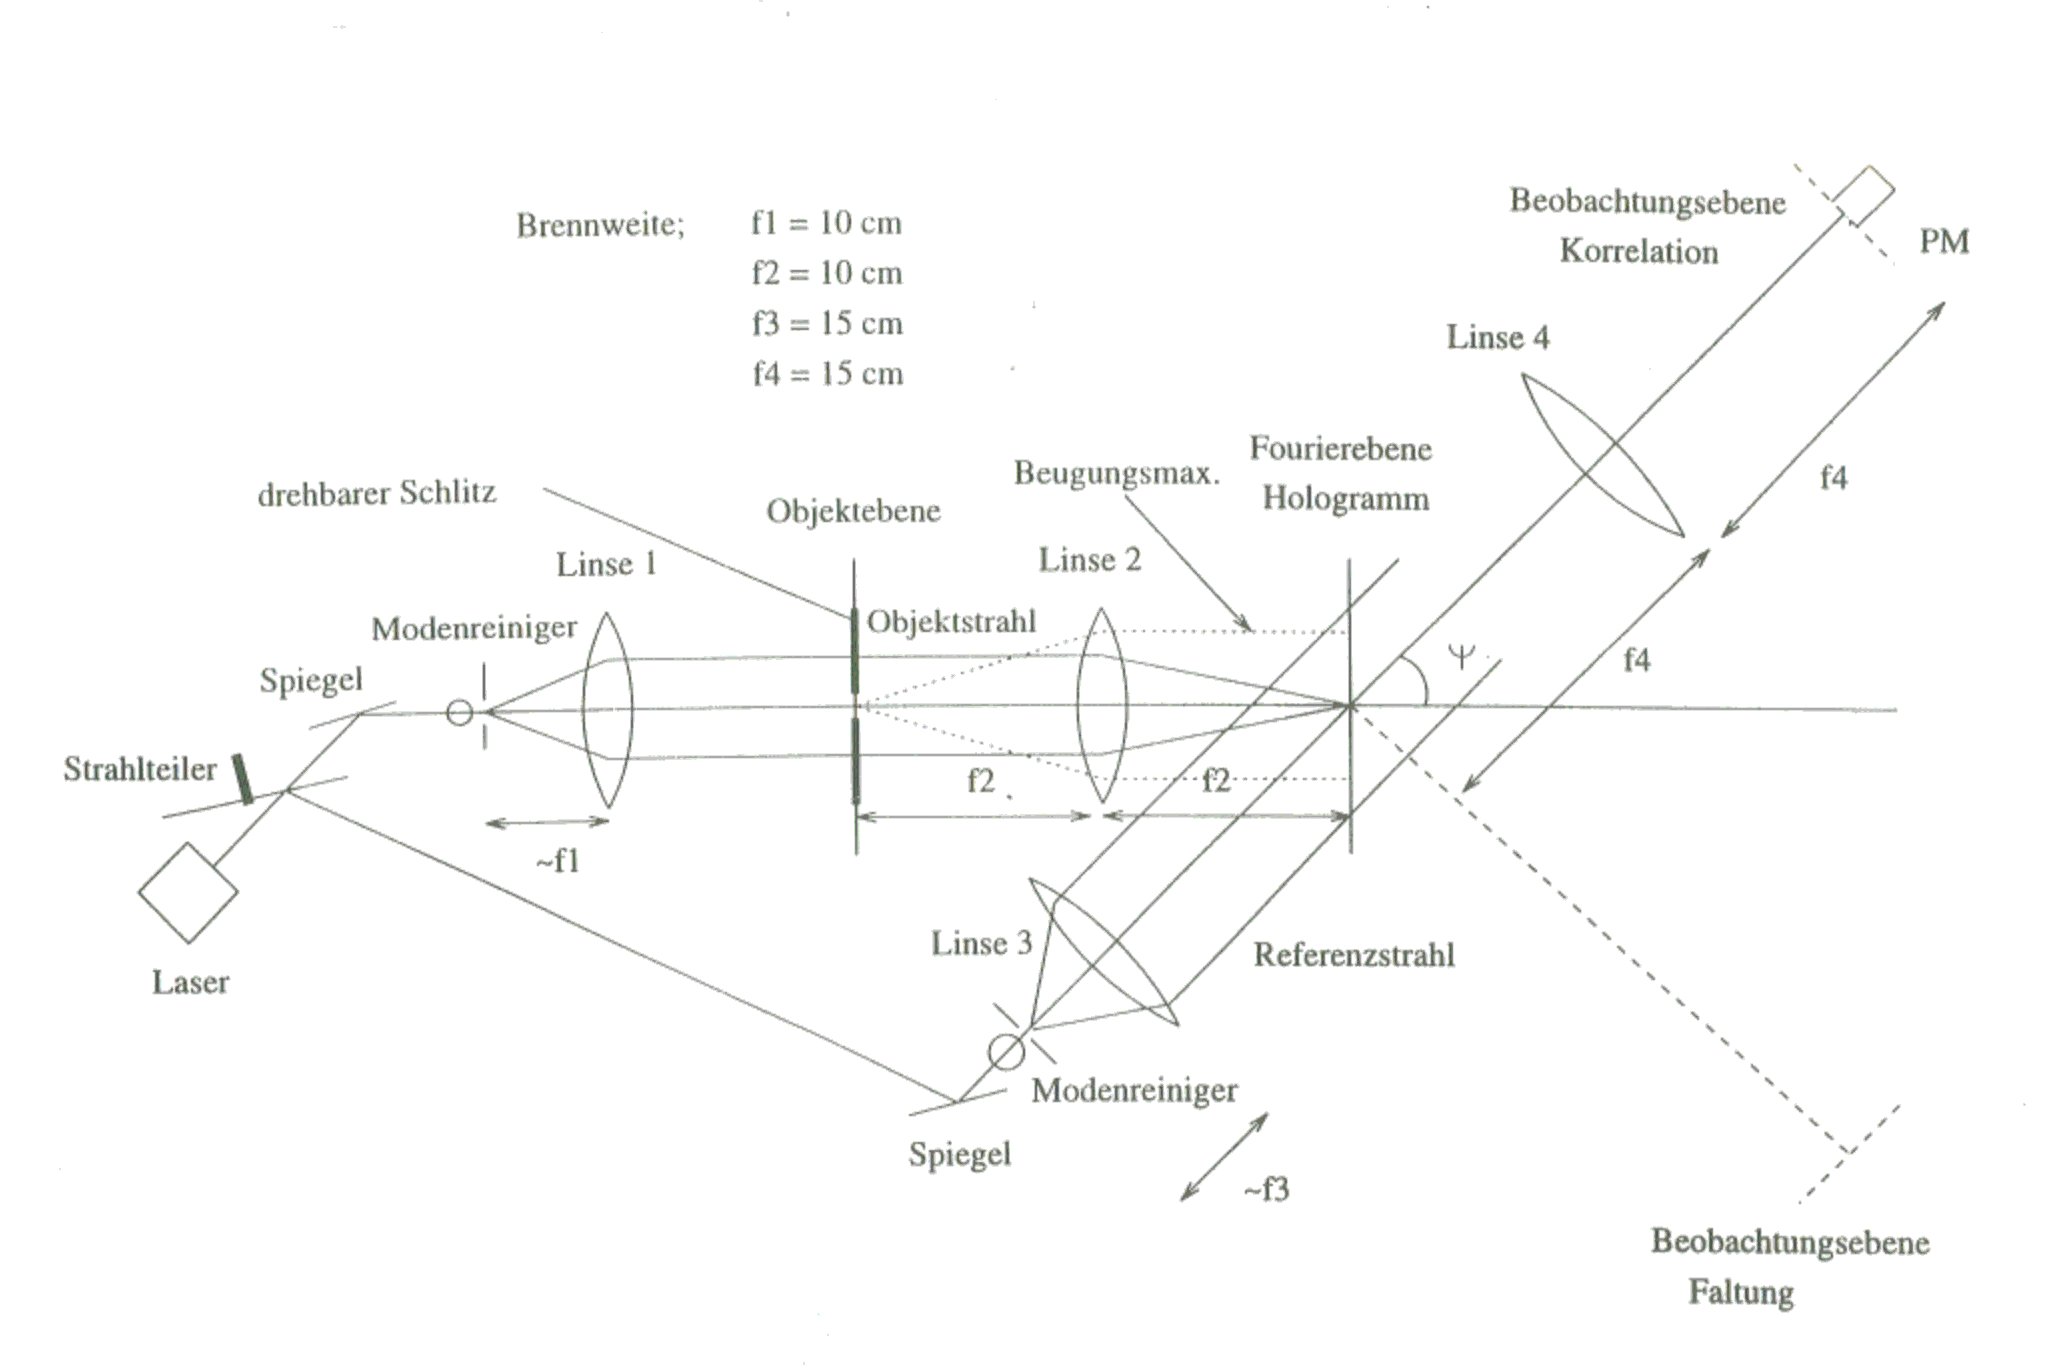 Brennweite; f1 = 10 cm
f2 = 10 cm
f3 = 15 cm
f4 = 15 cm
Beobachtungsebene
Korrelation
PM
Linse 4
f4
f4
Ψ
Fourierebene
Hologramm
Beugungsmax.
drehbarer Schlitz
Objektebene
Linse 1
Linse 2
Modenreiniger
Objektstrahl
Spiegel
Strahlteiler
f2
f2
~f1
Laser
Linse 3
Referenzstrahl
Modenreiniger
Spiegel
~f3
Beobachtungsebene
Faltung